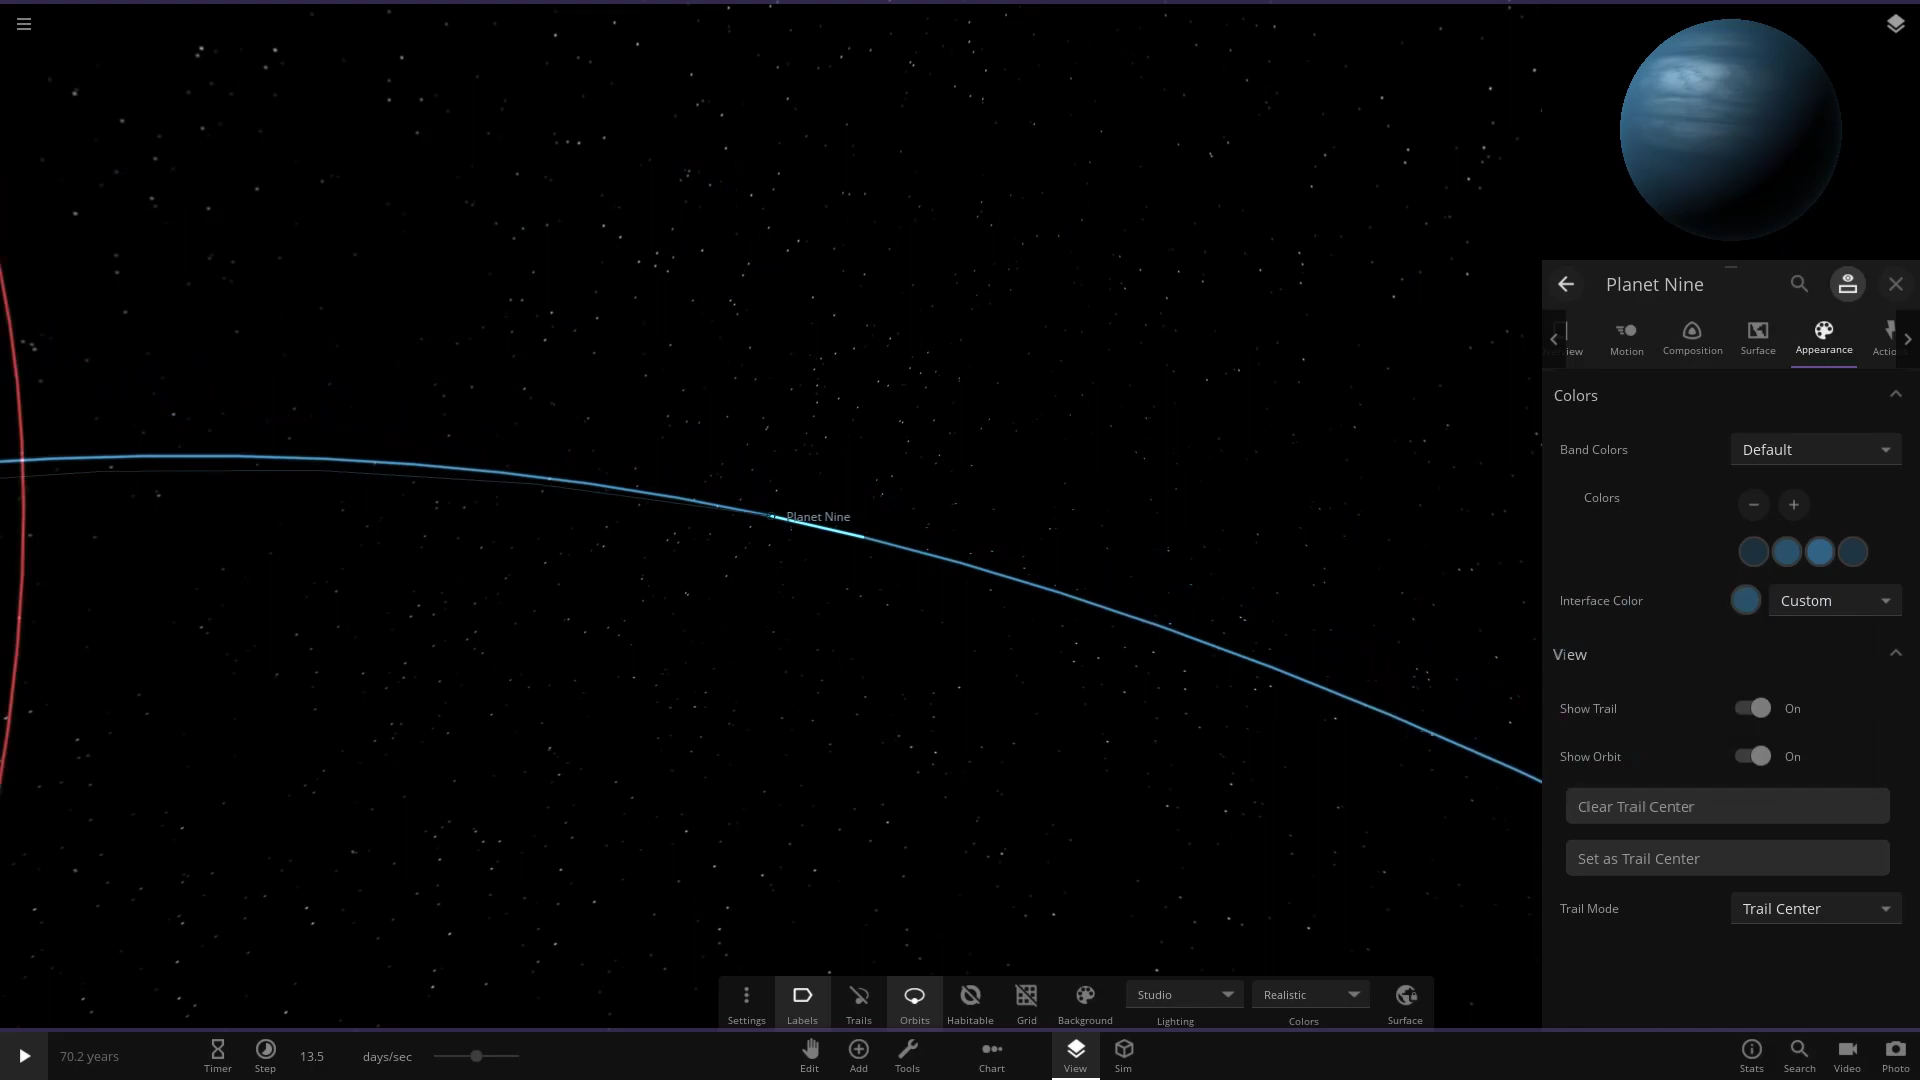 Planet Nine
Motion
Composition
Surface
Appearance
Colors
Band Colors
Default
Colors
Interface Color
Custom
View
Show Trail
On
Show Orbit
On
Clear Trail Center
Set as Trail Center
Trail Mode
Trail Center
Planet Nine
Settings
Labels
Trails
Orbits
Habitable
Grid
Background
Studio
Lighting
Realistic
Colors
Surface
70.2 years
Timer
Step
13.5
days/sec
Edit
Add
Tools
Chart
View
Sim
Stats
Search
Video
Photo